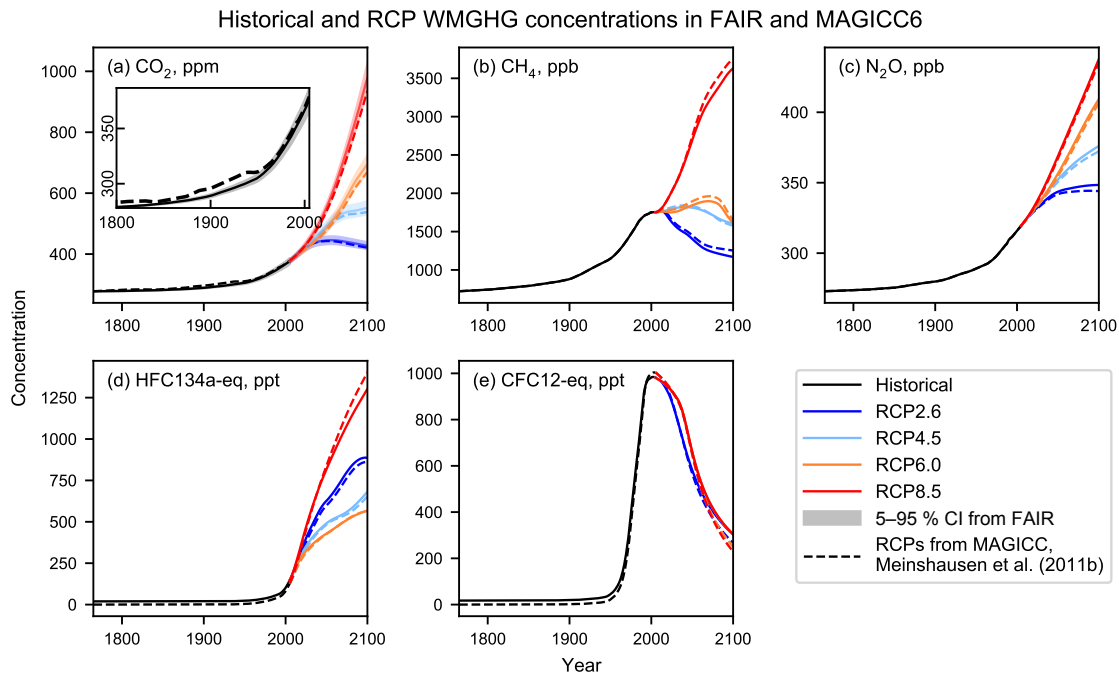 Historical and RCP WMGHG concentrations in FAIR and MAGICC6
(a) CO2, ppm
1000
800
600
400
350
300
1800 1900 2000
1800 1900 2000 2100
(b) CH4, ppb
3500
3000
2500
2000
1500
1000
1800 1900 2000 2100
(c) N2O, ppb
400
350
300
1800 1900 2000 2100
Concentration
(d) HFC134a-eq, ppt
1250
1000
750
500
250
0
1800 1900 2000 2100
(e) CFC12-eq, ppt
1000
800
600
400
200
0
1800 1900 2000 2100
Year
Historical
RCP2.6
RCP4.5
RCP6.0
RCP8.5
5–95 % CI from FAIR
RCPs from MAGICC,
Meinshausen et al. (2011b)